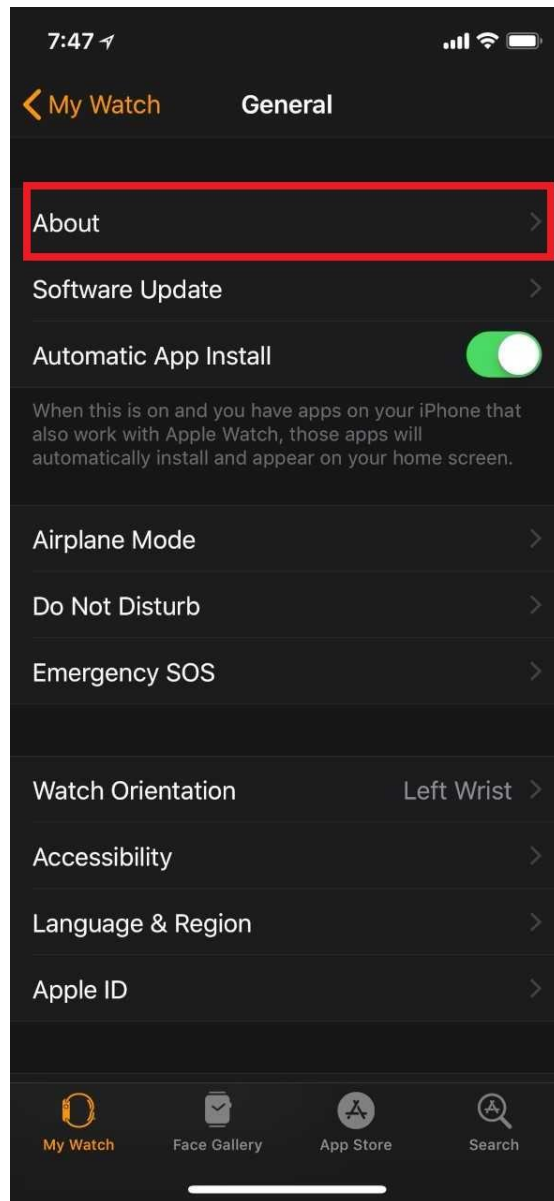 7:47
My Watch General
About
Software Update
Automatic App Install
When this is on and you have apps on your iPhone that
also work with Apple Watch, those apps will
automatically install and appear on your home screen.
Airplane Mode
Do Not Disturb
Emergency SOS
Watch Orientation Left Wrist
Accessibility
Language & Region
Apple ID
My Watch Face Gallery App Store Search